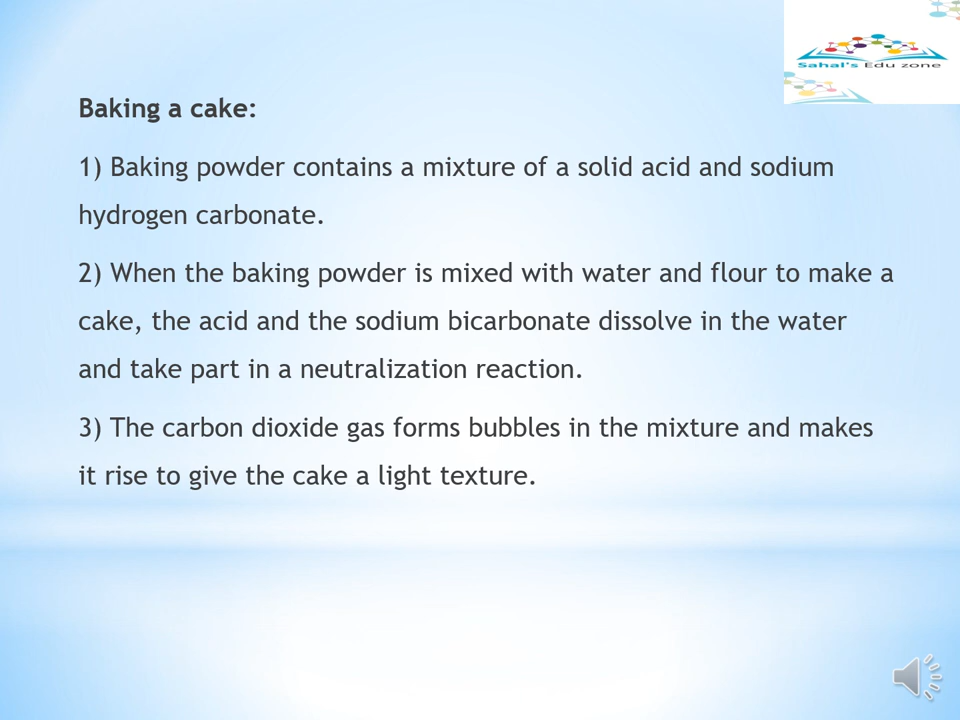 Sahal's Edu zone
Baking a cake:
1) Baking powder contains a mixture of a solid acid and sodium
hydrogen carbonate.
2) When the baking powder is mixed with water and flour to make a
cake, the acid and the sodium bicarbonate dissolve in the water
and take part in a neutralization reaction.
3) The carbon dioxide gas forms bubbles in the mixture and makes
it rise to give the cake a light texture.